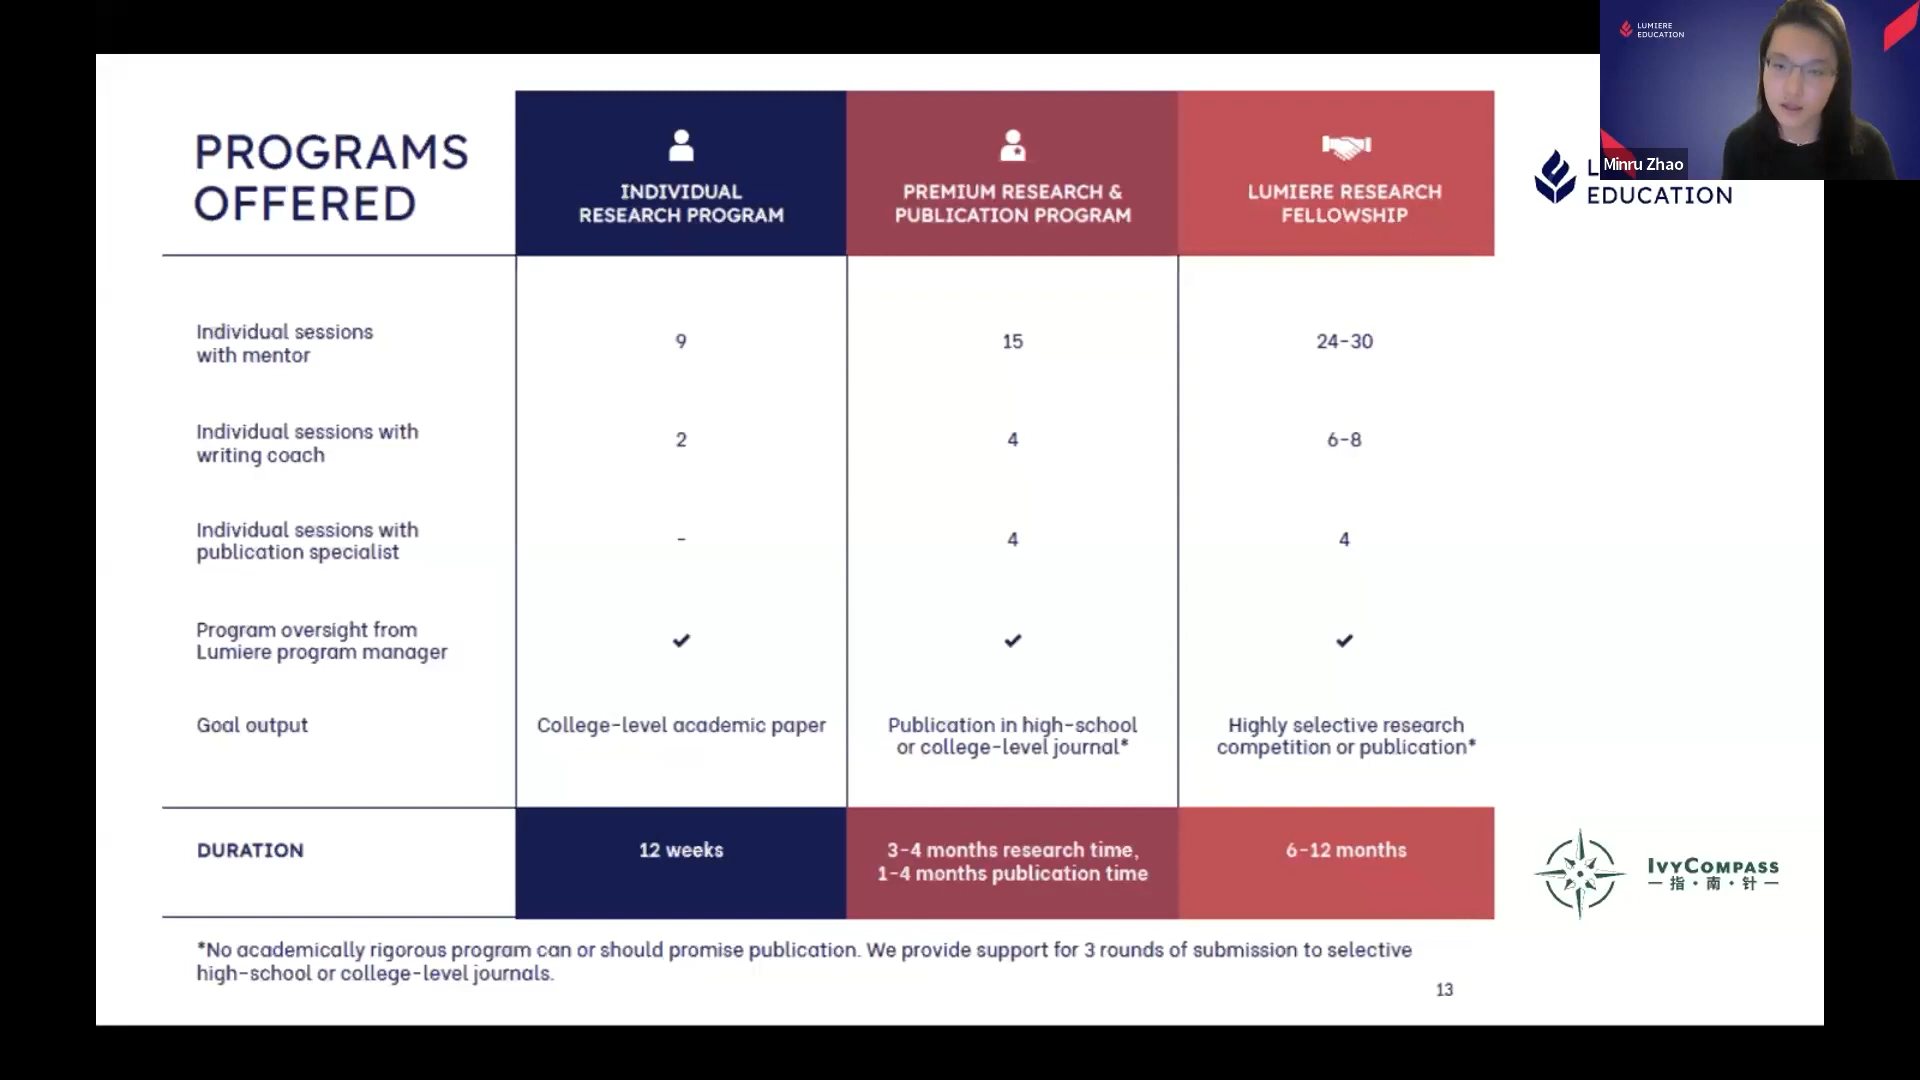 LUMIERE
EDUCATION
Minru Zhao
PROGRAMS
OFFERED
INDIVIDUAL
RESEARCH PROGRAM
PREMIUM RESEARCH &
PUBLICATION PROGRAM
LUMIERE RESEARCH
FELLOWSHIP
L
EDUCATION
Individual sessions
with mentor
9
15
24-30
Individual sessions with
writing coach
2
4
6-8
Individual sessions with
publication specialist
-
4
4
Program oversight from
Lumiere program manager
✔
✔
✔
Goal output
College-level academic paper
Publication in high-school
or college-level journal*
Highly selective research
competition or publication*
DURATION
12 weeks
3-4 months research time,
1-4 months publication time
6-12 months
IVYCOMPASS
指·南·针
*No academically rigorous program can or should promise publication. We provide support for 3 rounds of submission to selective
high-school or college-level journals.
13